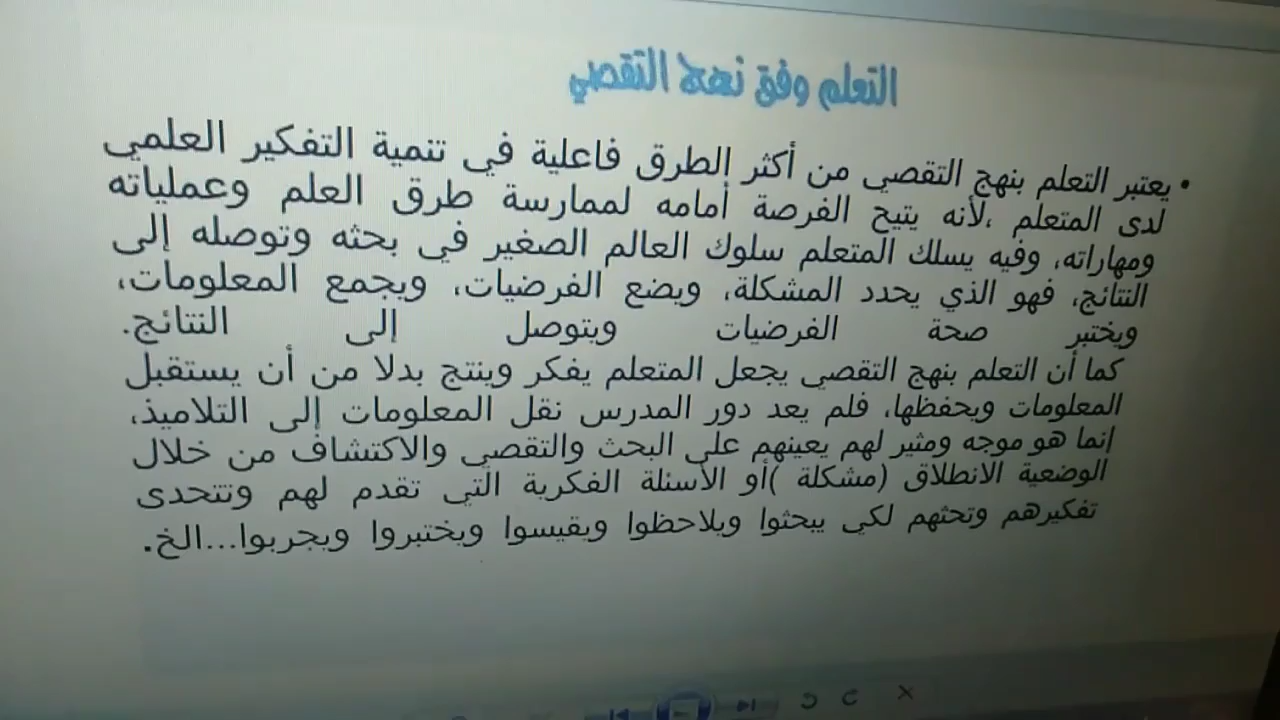 التعلم وفق نهج التقصي
• يعتبر التعلم بنهج التقصي من أكثر الطرق فاعلية في تنمية التفكير العلمي
لدى المتعلم ،لأنه يتيح الفرصة أمامه لممارسة طرق العلم وعملياته
ومهاراته، وفيه يسلك المتعلم سلوك العالم الصغير في بحثه وتوصله إلى
النتائج، فهو الذي يحدد المشكلة، ويضع الفرضيات، ويجمع المعلومات،
ويختبر صحة الفرضيات ويتوصل إلى النتائج.
كما أن التعلم بنهج التقصي يجعل المتعلم يفكر وينتج بدلا من أن يستقبل
المعلومات ويحفظها، فلم يعد دور المدرس نقل المعلومات إلى التلاميذ،
إنما هو موجه ومثير لهم يعينهم على البحث والتقصي والاكتشاف من خلال
الوضعية الانطلاق (مشكلة )أو الأسئلة الفكرية التي تقدم لهم وتتحدى
تفكيرهم وتحثهم لكي يبحثوا ويلاحظوا ويقيسوا ويختبروا ويجربوا...الخ.